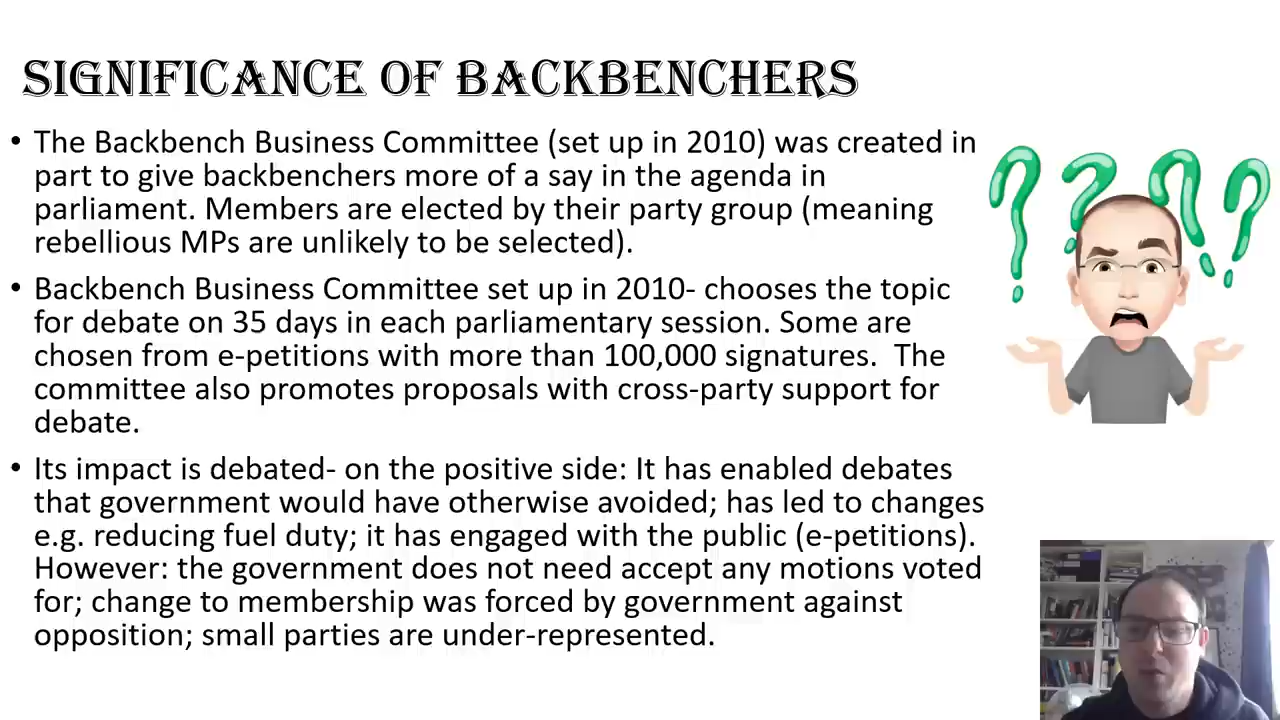 SIGNIFICANCE OF BACKBENCHERS
• The Backbench Business Committee (set up in 2010) was created in
part to give backbenchers more of a say in the agenda in
parliament. Members are elected by their party group (meaning
rebellious MPs are unlikely to be selected).
• Backbench Business Committee set up in 2010- chooses the topic
for debate on 35 days in each parliamentary session. Some are
chosen from e-petitions with more than 100,000 signatures. The
committee also promotes proposals with cross-party support for
debate.
• Its impact is debated- on the positive side: It has enabled debates
that government would have otherwise avoided; has led to changes
e.g. reducing fuel duty; it has engaged with the public (e-petitions).
However: the government does not need accept any motions voted
for; change to membership was forced by government against
opposition; small parties are under-represented.